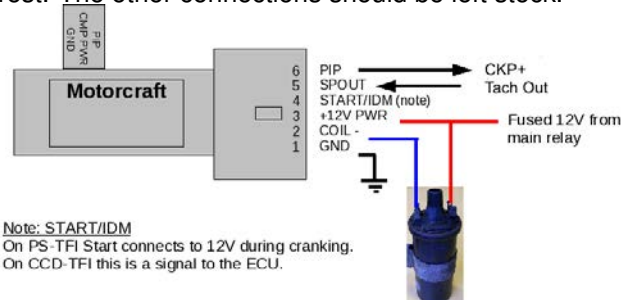 The other connections should be left stock.
PIP
CMP PWR
GND
Motorcraft
6 PIP CKP+
5 SPOUT Tach Out
4 START/IDM (note)
3 +12V PWR Fused 12V from
2 COIL - main relay
1 GND
Note: START/IDM
On PS-TFI Start connects to 12V during cranking.
On CCD-TFI this is a signal to the ECU.